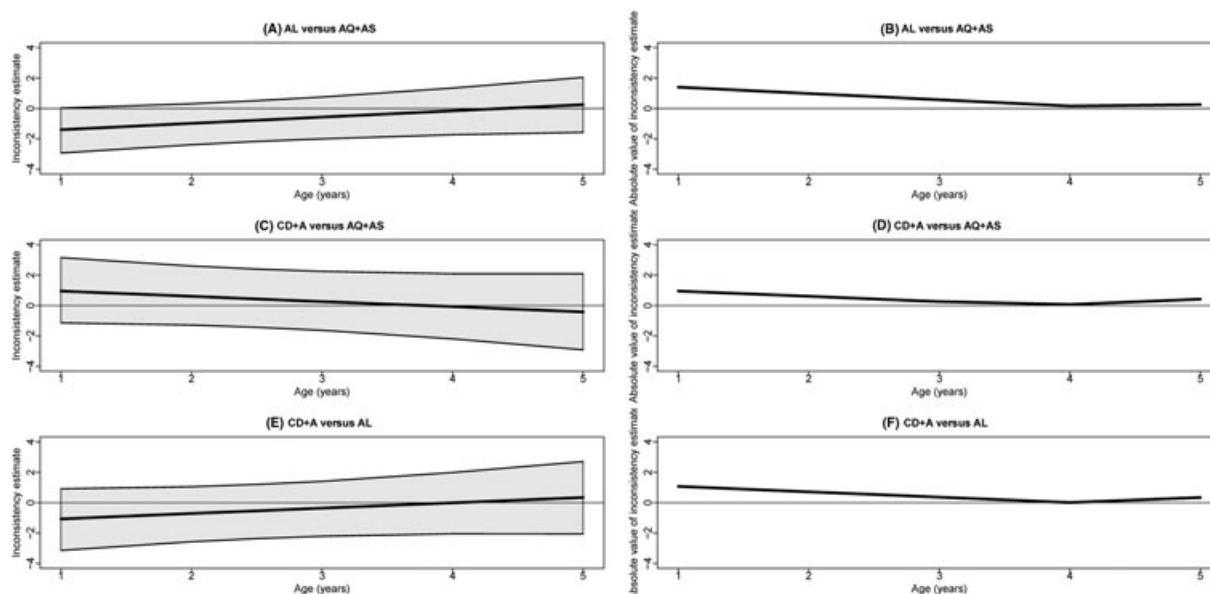 (A) AL versus AQ+AS
Inconsistency estimate
4
2
0
-2
-4
1 2 3 4 5
Age (years)
(B) AL versus AQ+AS
Absolute value of inconsistency estimate
4
2
0
-2
-4
1 2 3 4 5
Age (years)
(C) CD+A versus AQ+AS
Inconsistency estimate
4
2
0
-2
-4
1 2 3 4 5
Age (years)
(D) CD+A versus AQ+AS
Absolute value of inconsistency estimate
4
2
0
-2
-4
1 2 3 4 5
Age (years)
(E) CD+A versus AL
Inconsistency estimate
4
2
0
-2
-4
1 2 3 4 5
Age (years)
(F) CD+A versus AL
Absolute value of inconsistency estimate
4
2
0
-2
-4
1 2 3 4 5
Age (years)